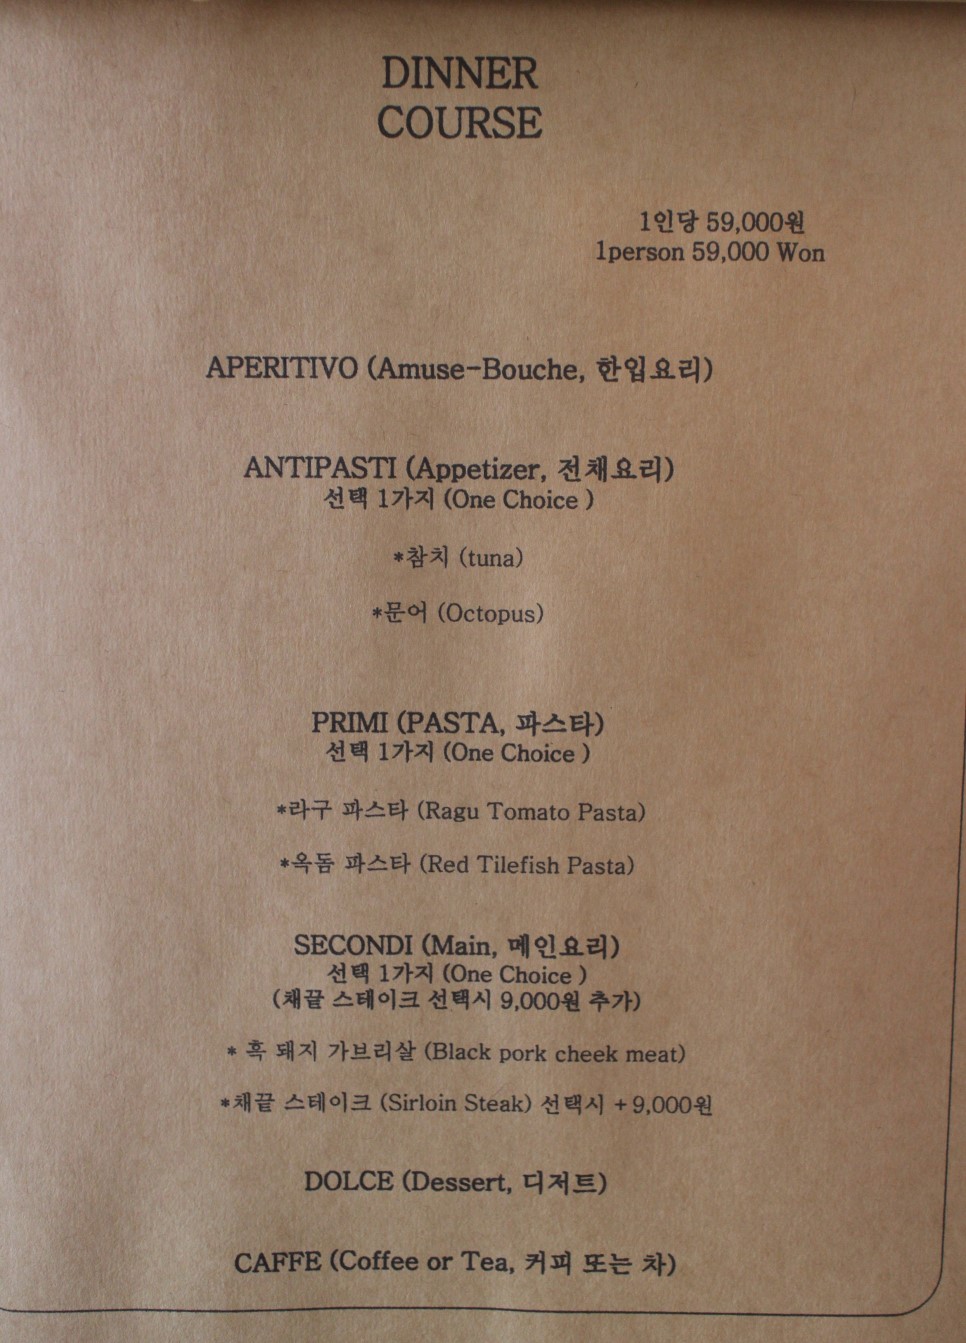 DINNER
COURSE
1인당 59,000원
1person 59,000 Won
APERITIVO (Amuse-Bouche, 한입요리)
ANTIPASTI (Appetizer, 전채요리)
선택 1가지 (One Choice )
*참치 (tuna)
*문어 (Octopus)
PRIMI (PASTA, 파스타)
선택 1가지 (One Choice )
*라구 파스타 (Ragu Tomato Pasta)
*옥돔 파스타 (Red Tilefish Pasta)
SECONDI (Main, 메인요리)
선택 1가지 (One Choice )
(채끝 스테이크 선택시 9,000원 추가)
* 흑 돼지 가브리살 (Black pork cheek meat)
*채끝 스테이크 (Sirloin Steak) 선택시 +9,000원
DOLCE (Dessert, 디저트)
CAFFE (Coffee or Tea, 커피 또는 차)